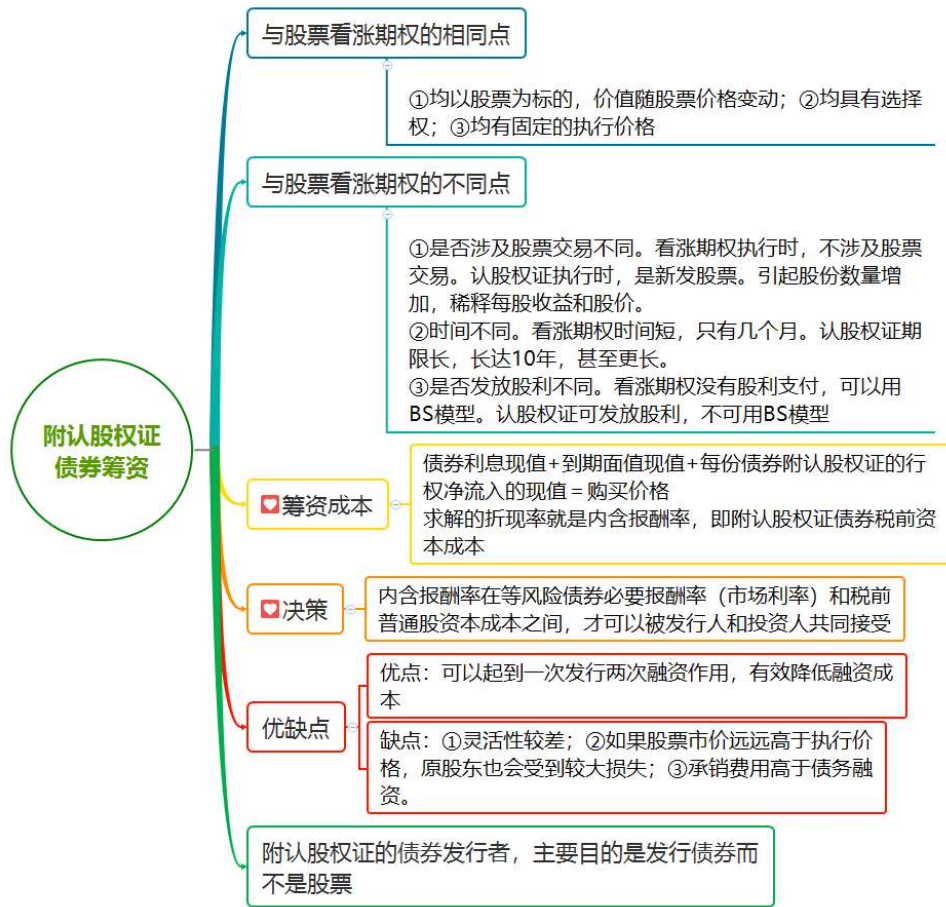 与股票看涨期权的相同点
①均以股票为标的，价值随股票价格变动；②均具有选择
权；③均有固定的执行价格
与股票看涨期权的不同点
①是否涉及股票交易不同。看涨期权执行时，不涉及股票
交易。认股权证执行时，是新发股票。引起股份数量增
加，稀释每股收益和股价。
②时间不同。看涨期权时间短，只有几个月。认股权证期
限长，长达10年，甚至更长。
③是否发放股利不同。看涨期权没有股利支付，可以用
BS模型。认股权证可发放股利，不可用BS模型
附认股权证
债券筹资
筹资成本
债券利息现值+到期面值现值+每份债券附认股权证的行
权净流入的现值＝购买价格
求解的折现率就是内含报酬率，即附认股权证债券税前资
本成本
决策
内含报酬率在等风险债券必要报酬率（市场利率）和税前
普通股资本成本之间，才可以被发行人和投资人共同接受
优缺点
优点：可以起到一次发行两次融资作用，有效降低融资成
本
缺点：①灵活性较差；②如果股票市价远远高于执行价
格，原股东也会受到较大损失；③承销费用高于债务融
资。
附认股权证的债券发行者，主要目的是发行债券而
不是股票